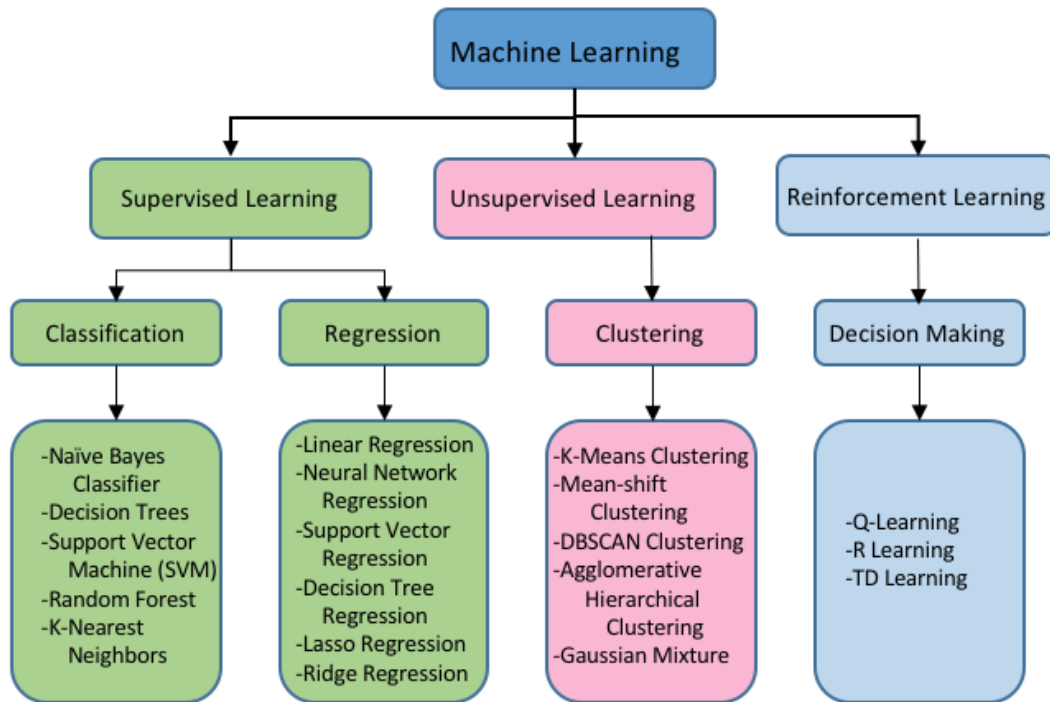 Machine Learning
Supervised Learning
Unsupervised Learning
Reinforcement Learning
Classification
Regression
Clustering
Decision Making
-Naïve Bayes
Classifier
-Decision Trees
-Support Vector
Machine (SVM)
-Random Forest
-K-Nearest
Neighbors
-Linear Regression
-Neural Network
Regression
-Support Vector
Regression
-Decision Tree
Regression
-Lasso Regression
-Ridge Regression
-K-Means Clustering
-Mean-shift
Clustering
-DBSCAN Clustering
-Agglomerative
Hierarchical
Clustering
-Gaussian Mixture
-Q-Learning
-R Learning
-TD Learning